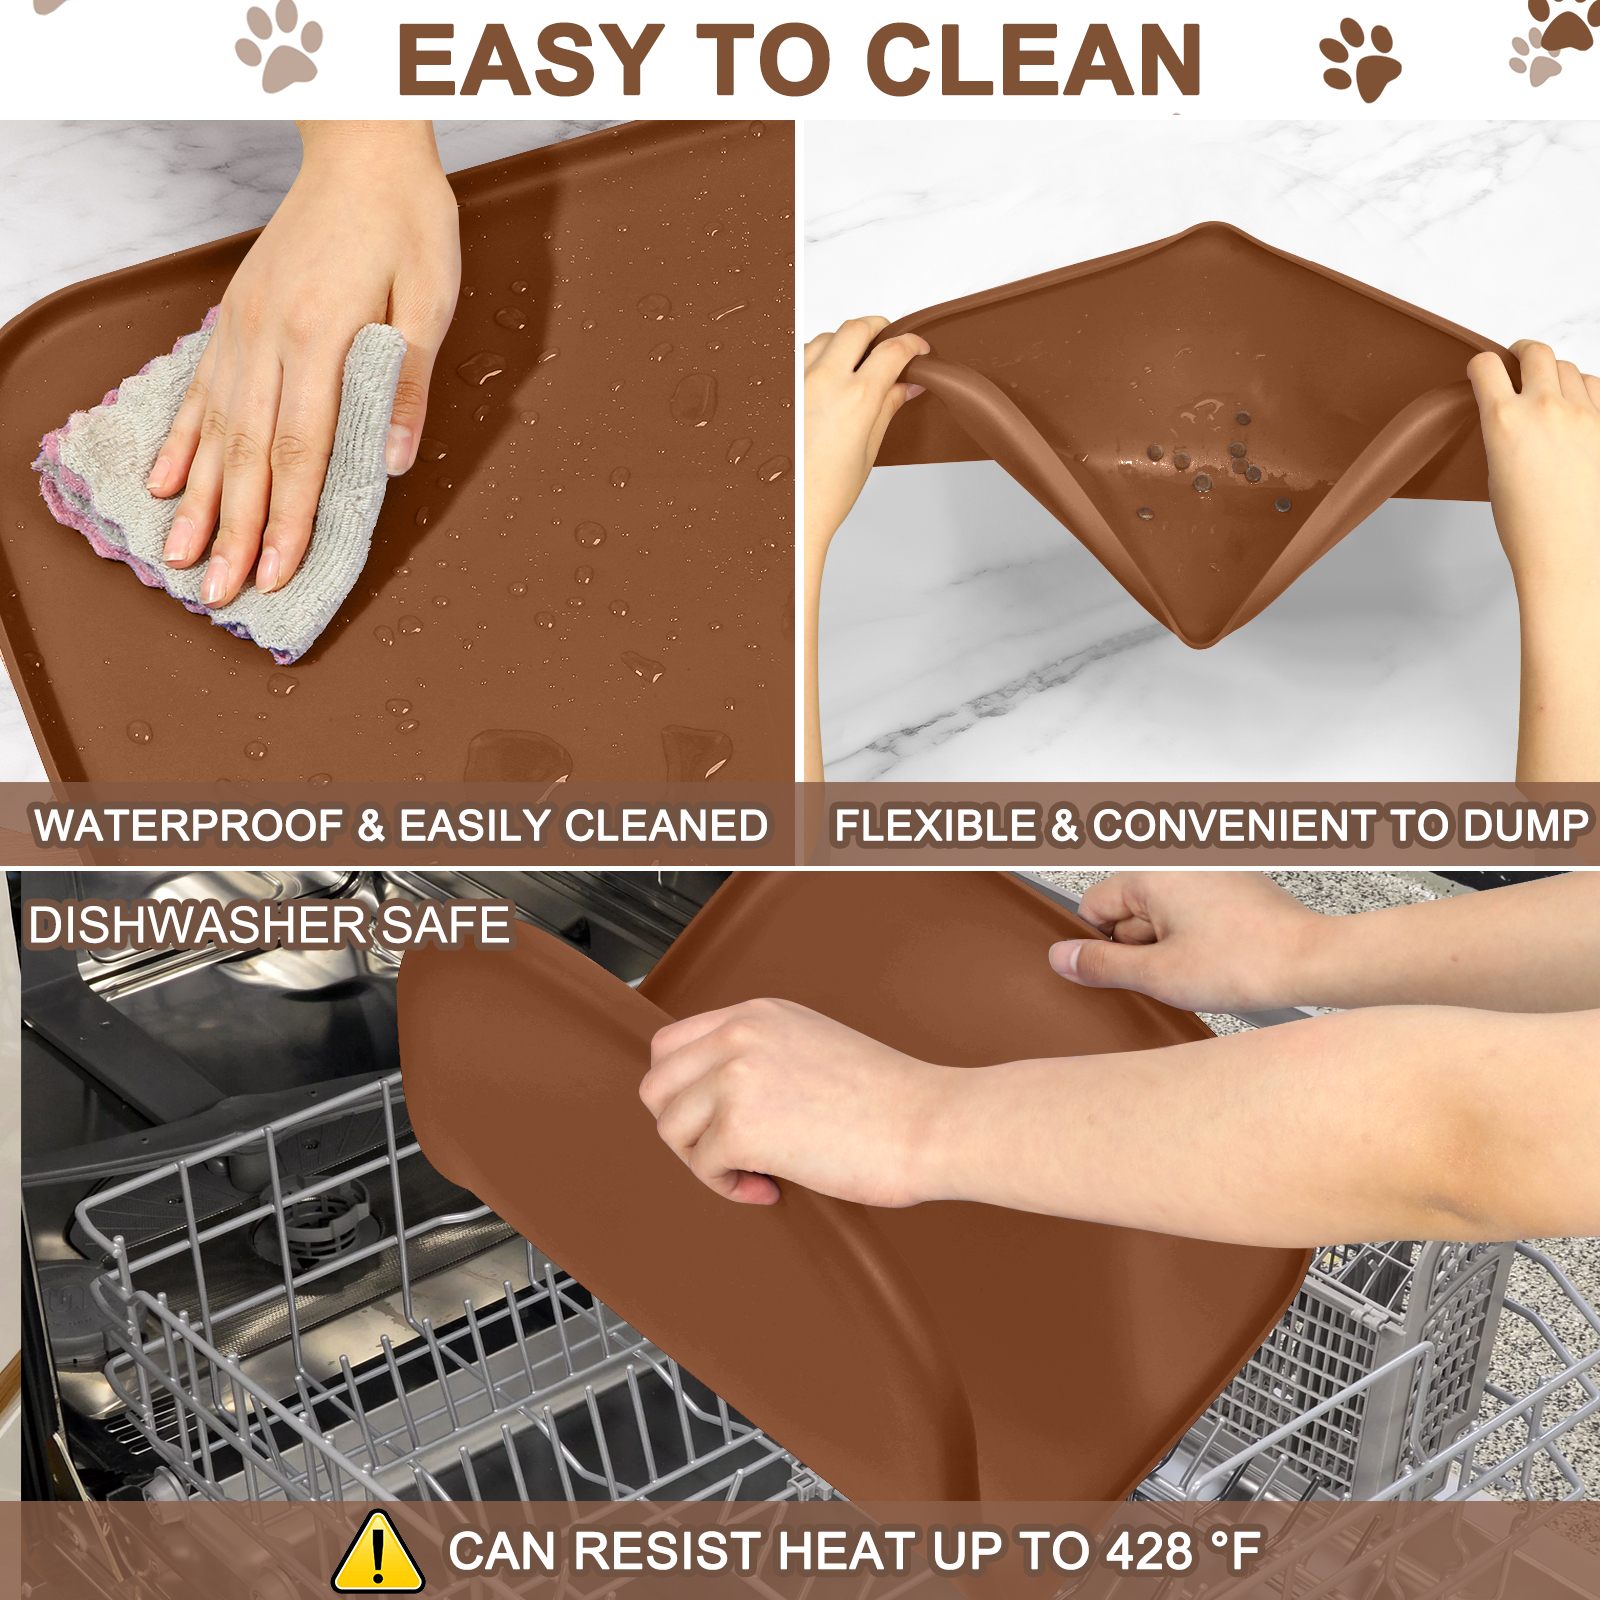 EASY TO CLEAN
WATERPROOF & EASILY CLEANED
FLEXIBLE & CONVENIENT TO DUMP
DISHWASHER SAFE
CAN RESIST HEAT UP TO 428 °F